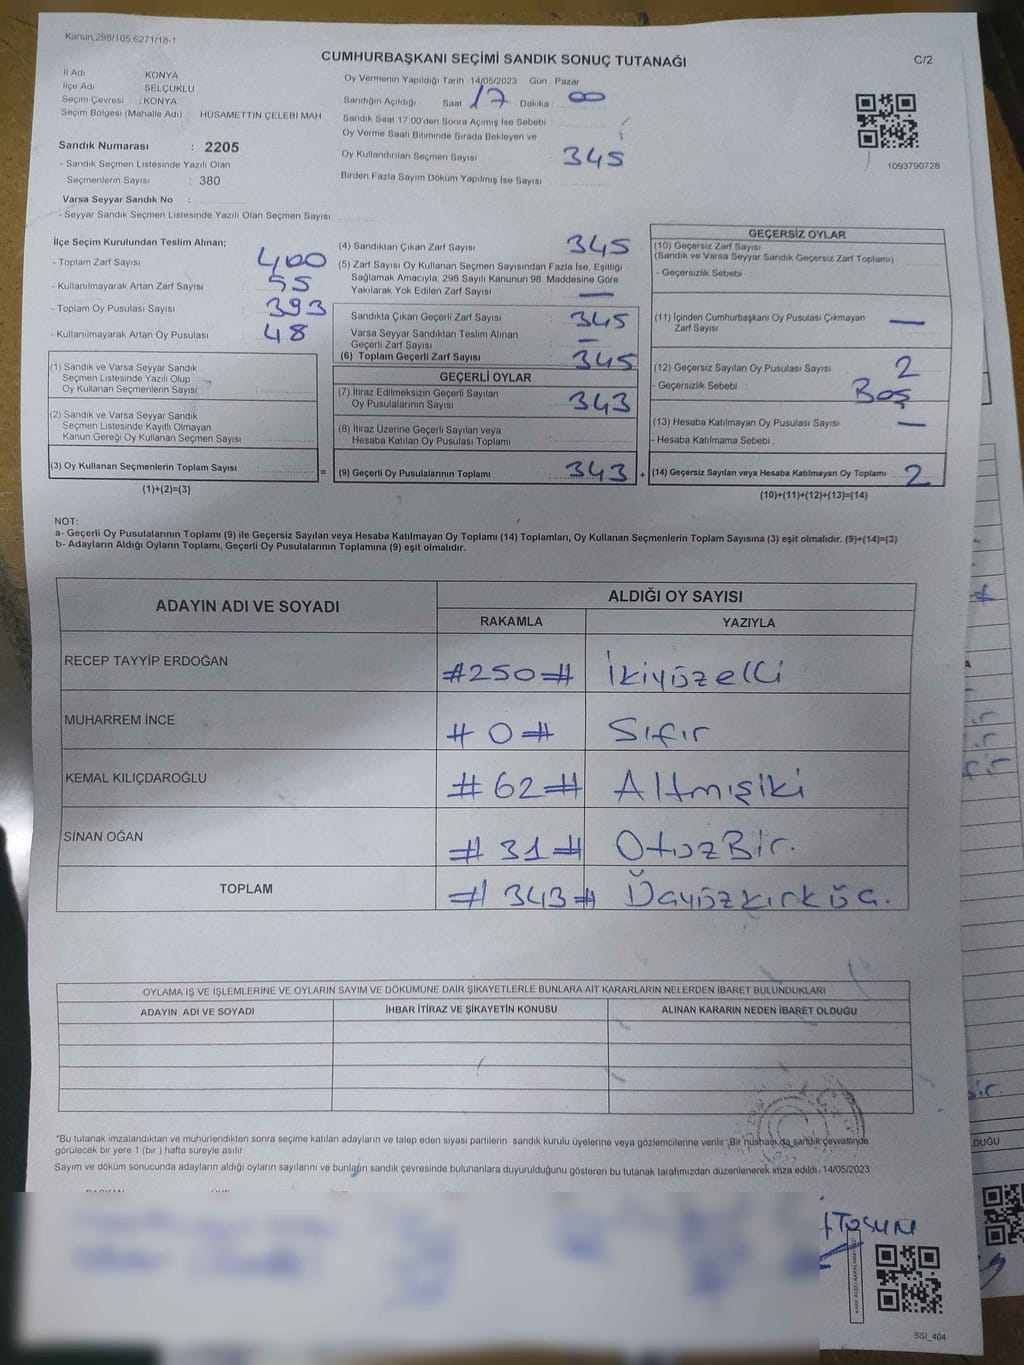 Kanun,298/105,6271/18-1
CUMHURBAŞKANI SEÇİMİ SANDIK SONUÇ TUTANAĞI
C/2
İl Adı KONYA
İlçe Adı SELÇUKLU
Seçim Çevresi : KONYA
Seçim Bölgesi (Mahalle Adı) HUSAMETTİN ÇELEBİ MAH
Sandık Numarası : 2205
- Sandık Seçmen Listesinde Yazılı Olan
Seçmenlerin Sayısı : 380
Varsa Seyyar Sandık No :
- Seyyar Sandık Seçmen Listesinde Yazılı Olan Seçmen Sayısı:
Oy Vermenin Yapıldığı Tarih 14/05/2023 Gün Pazar
Sandığın Açıldığı Saat 17 Dakika 00
Sandık Saat 17:00'den Sonra Açımış İse Sebebi
Oy Verme Saati Bitiminde Sırada Bekleyen ve
Oy Kullandırılan Seçmen Sayısı 345
Birden Fazla Sayım Döküm Yapılmış İse Sayısı
1093790728
İlçe Seçim Kurulundan Teslim Alınan;
- Toplam Zarf Sayısı 400
- Kullanılmayarak Artan Zarf Sayısı 55
- Toplam Oy Pusulası Sayısı 393
- Kullanılmayarak Artan Oy Pusulası 48
(1) Sandık ve Varsa Seyyar Sandık
Seçmen Listesinde Yazılı Olup
Oy Kullanan Seçmenlerin Sayısı
(2) Sandık ve Varsa Seyyar Sandık
Seçmen Listesinde Kayıtlı Olmayan
Kanun Gereği Oy Kullanan Seçmen Sayısı
(3) Oy Kullanan Seçmenlerin Toplam Sayısı =
(1)+(2)=(3)
(4) Sandıktan Çıkan Zarf Sayısı 345
(5) Zarf Sayısı Oy Kullanan Seçmen Sayısından Fazla İse, Eşitliği
Sağlamak Amacıyla, 298 Sayılı Kanunun 98. Maddesine Göre
Yakılarak Yok Edilen Zarf Sayısı —
Sandıkta Çıkan Geçerli Zarf Sayısı 345
Varsa Seyyar Sandıktan Teslim Alınan
Geçerli Zarf Sayısı —
(6) Toplam Geçerli Zarf Sayısı 345
GEÇERLİ OYLAR
(7) İtiraz Edilmeksizin Geçerli Sayılan
Oy Pusulalarının Sayısı 343
(8) İtiraz Üzerine Geçerli Sayılan veya
Hesaba Katılan Oy Pusulası Toplamı
(9) Geçerli Oy Pusulalarının Toplamı 343 +
GEÇERSİZ OYLAR
(10) Geçersiz Zarf Sayısı
(Sandık ve Varsa Seyyar Sandık Geçersiz Zarf Toplamı)
- Geçersizlik Sebebi :
(11) İçinden Cumhurbaşkanı Oy Pusulası Çıkmayan
Zarf Sayısı —
(12) Geçersiz Sayılan Oy Pusulası Sayısı 2
- Geçersizlik Sebebi : Boş
(13) Hesaba Katılmayan Oy Pusulası Sayısı —
- Hesaba Katılmama Sebebi :
(14) Geçersiz Sayılan veya Hesaba Katılmayan Oy Toplamı 2
(10)+(11)+(12)+(13)=(14)
NOT:
a- Geçerli Oy Pusulalarının Toplamı (9) ile Geçersiz Sayılan veya Hesaba Katılmayan Oy Toplamı (14) Toplamları, Oy Kullanan Seçmenlerin Toplam Sayısına (3) eşit olmalıdır. (9)+(14)=(3)
b- Adayların Aldığı Oyların Toplamı, Geçerli Oy Pusulalarının Toplamına (9) eşit olmalıdır.
ADAYIN ADI VE SOYADI
ALDIĞI OY SAYISI
RAKAMLA YAZIYLA
RECEP TAYYİP ERDOĞAN #250# İkiyüzelli
MUHARREM İNCE # 0 # Sıfır
KEMAL KILIÇDAROĞLU # 62 # Altmışiki
SİNAN OĞAN # 31 # OtuzBir.
TOPLAM # 343 # Üçyüzkırküç.
OYLAMA İŞ VE İŞLEMLERİNE VE OYLARIN SAYIM VE DÖKÜMÜNE DAİR ŞİKAYETLERLE BUNLARA AİT KARARLARIN NELERDEN İBARET BULUNDUKLARI
ADAYIN ADI VE SOYADI İHBAR İTİRAZ VE ŞİKAYETİN KONUSU ALINAN KARARIN NEDEN İBARET OLDUĞU
*Bu tutanak imzalandıktan ve mühürlendikten sonra seçime katılan adayların ve talep eden siyasi partilerin sandık kurulu üyelerine veya gözlemcilerine verilir. Bir nüshası da sandık çevresinde
görülecek bir yere 1 (bir ) hafta süreyle asılır.
Sayım ve döküm sonucunda adayların aldığı oyların sayılarını ve bunların sandık çevresinde bulunanlara duyurulduğunu gösteren bu tutanak tarafımızdan düzenlenerek imza edildi. 14/05/2023
SSI_404